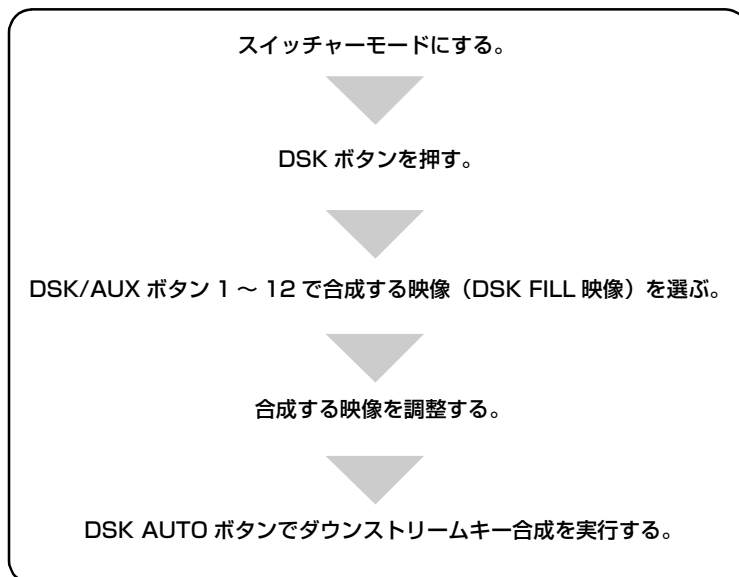 スイッチャーモードにする。
DSK ボタンを押す。
DSK/AUX ボタン 1 ～ 12 で合成する映像（DSK FILL 映像）を選ぶ。
合成する映像を調整する。
DSK AUTO ボタンでダウンストリームキー合成を実行する。